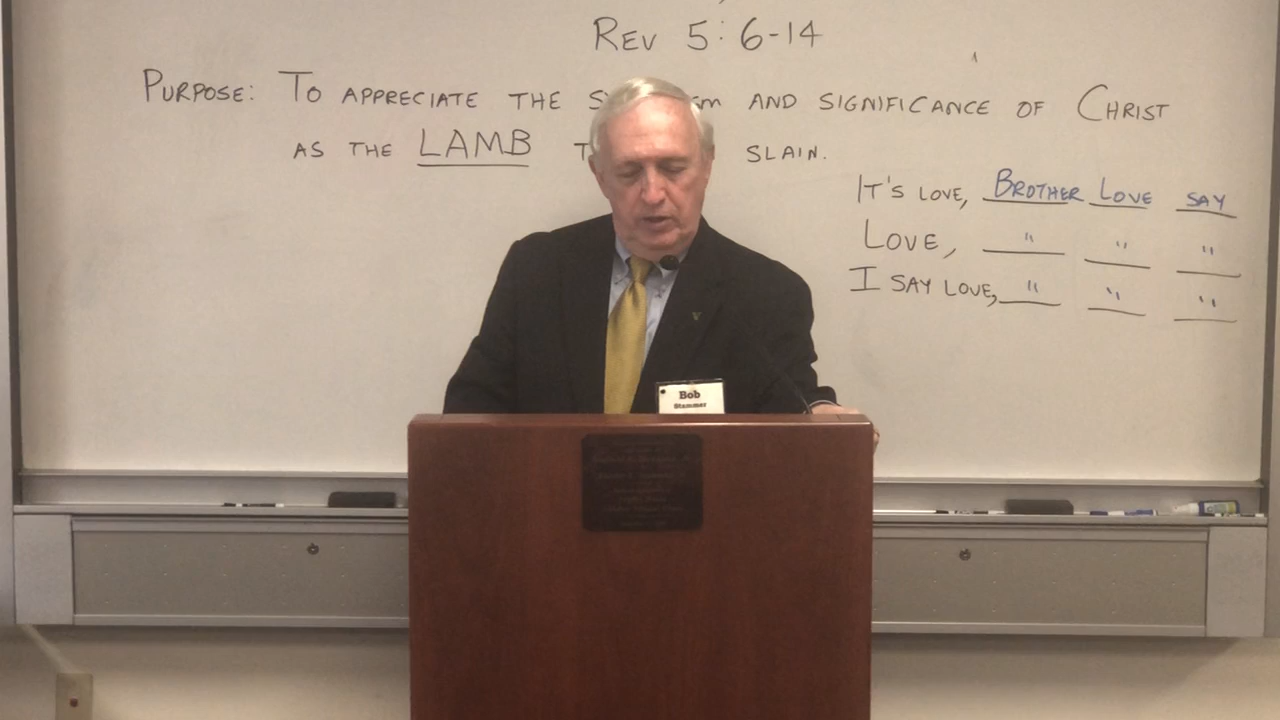 REV 5:6-14
PURPOSE: TO APPRECIATE THE AND SIGNIFICANCE OF CHRIST
AS THE LAMB SLAIN.
IT'S LOVE, BROTHER LOVE SAY
LOVE, " " "
I SAY LOVE, " " "
Bob
Stammer